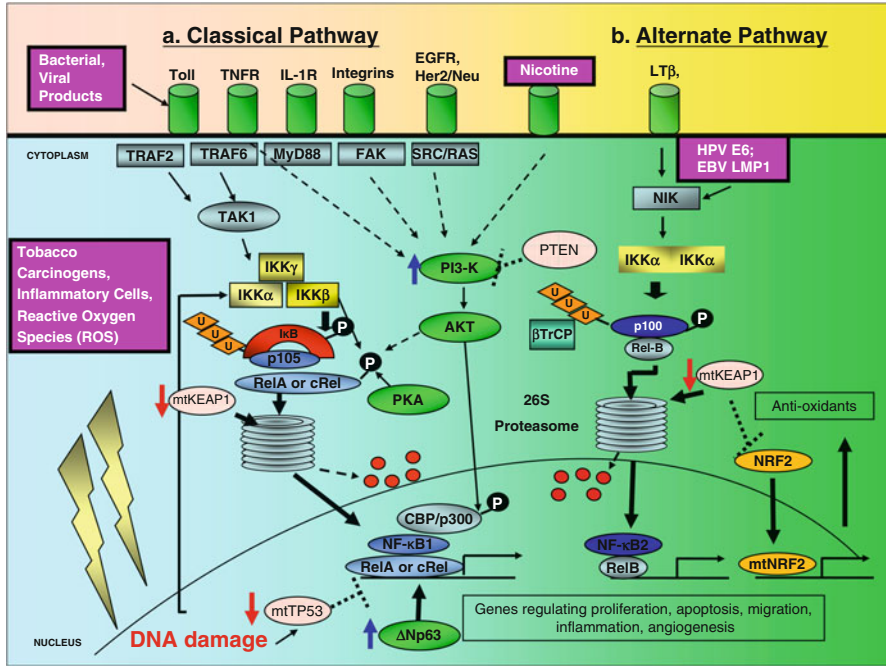 a. Classical Pathway
b. Alternate Pathway
Bacterial,
Viral
Products
Toll
TNFR
IL-1R
Integrins
EGFR,
Her2/Neu
Nicotine
LTβ,
CYTOPLASM
TRAF2
TRAF6
MyD88
FAK
SRC/RAS
HPV E6;
EBV LMP1
TAK1
NIK
Tobacco
Carcinogens,
Inflammatory Cells,
Reactive Oxygen
Species (ROS)
IKKγ
IKKα
IKKβ
PI3-K
PTEN
IKKα
IKKα
U
U
U
IκB
P
p105
RelA or cRel
P
AKT
PKA
U
U
U
βTrCP
p100
P
Rel-B
mtKEAP1
26S
Proteasome
mtKEAP1
Anti-oxidants
NRF2
CBP/p300
P
NF-κB1
RelA or cRel
NF-κB2
RelB
mtNRF2
mtTP53
DNA damage
ΔNp63
Genes regulating proliferation, apoptosis, migration,
inflammation, angiogenesis
NUCLEUS